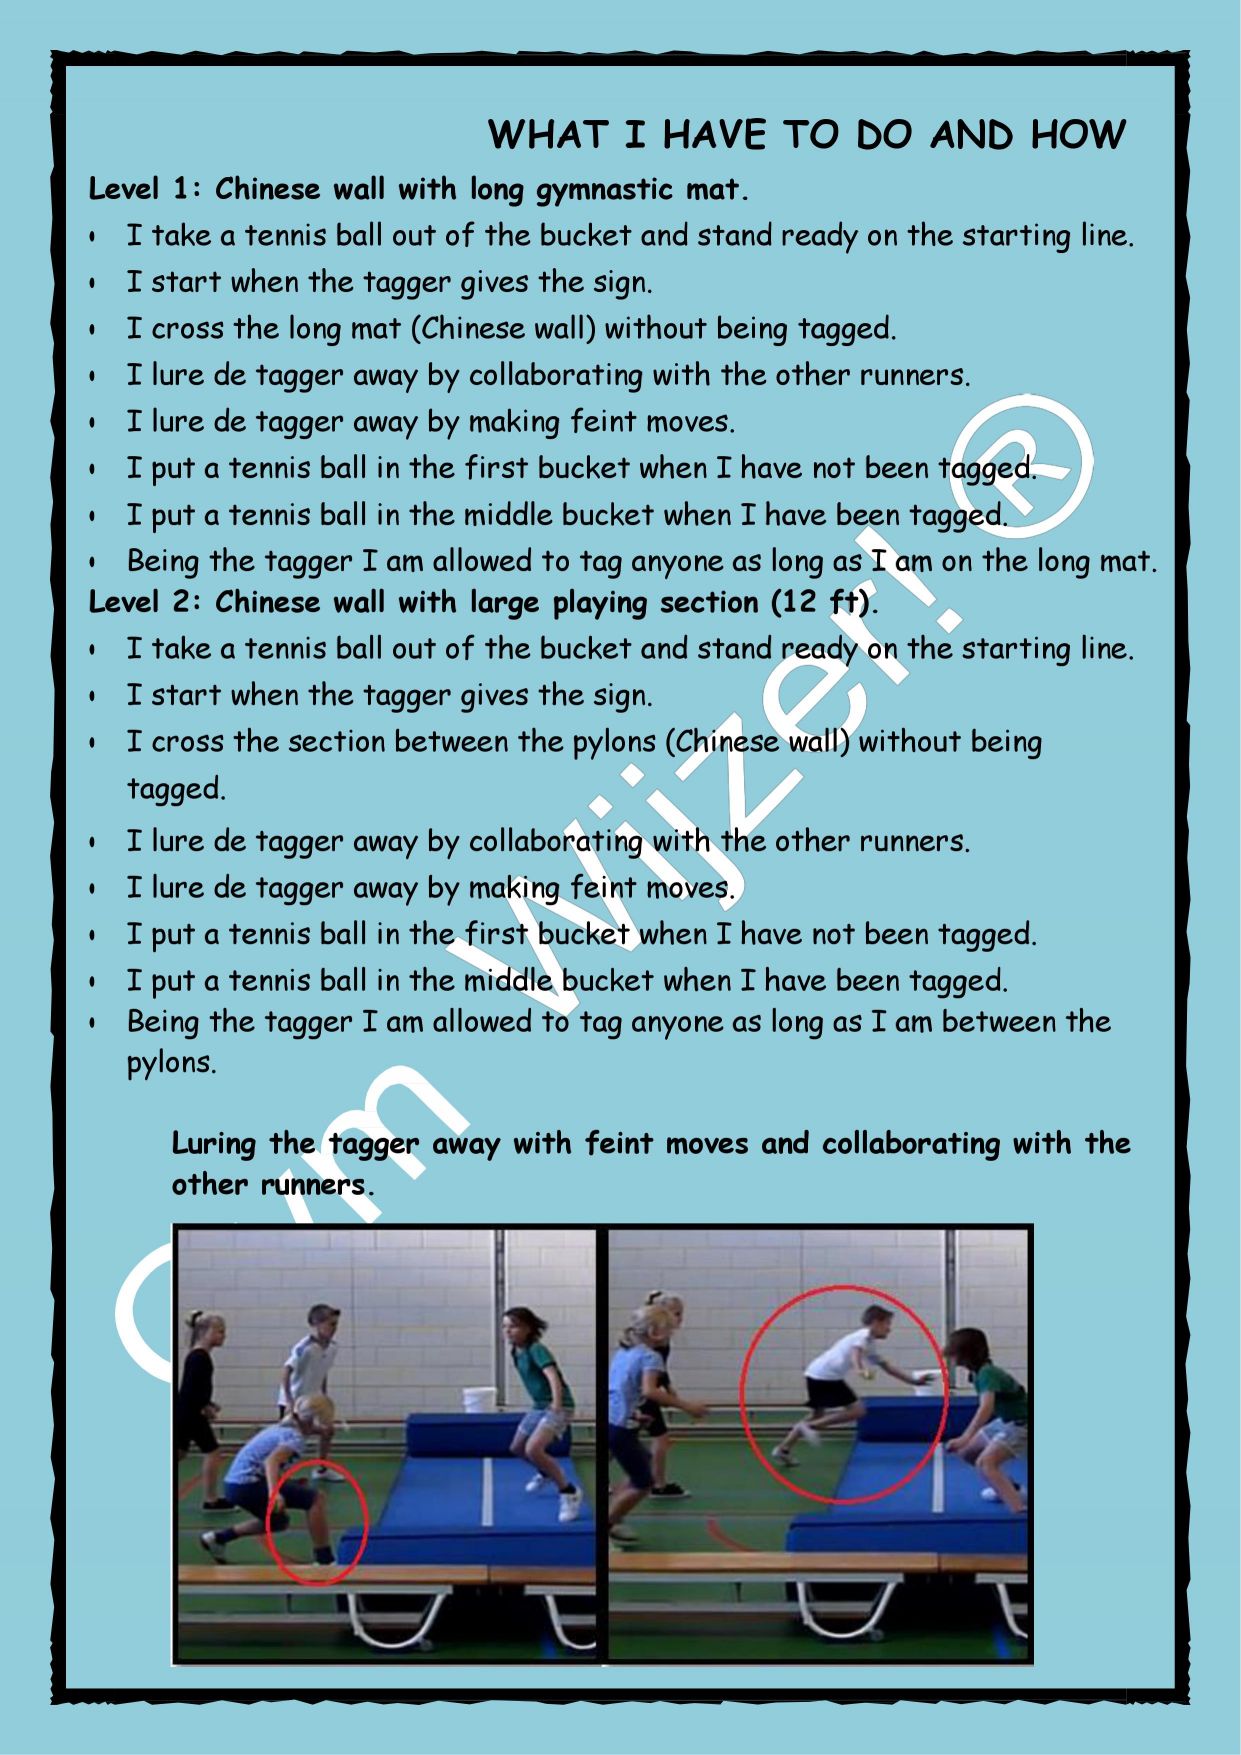 WHAT I HAVE TO DO AND HOW
Level 1: Chinese wall with long gymnastic mat.
• I take a tennis ball out of the bucket and stand ready on the starting line.
• I start when the tagger gives the sign.
• I cross the long mat (Chinese wall) without being tagged.
• I lure de tagger away by collaborating with the other runners.
• I lure de tagger away by making feint moves.
• I put a tennis ball in the first bucket when I have not been tagged.
• I put a tennis ball in the middle bucket when I have been tagged.
• Being the tagger I am allowed to tag anyone as long as I am on the long mat.
Level 2: Chinese wall with large playing section (12 ft).
• I take a tennis ball out of the bucket and stand ready on the starting line.
• I start when the tagger gives the sign.
• I cross the section between the pylons (Chinese wall) without being
tagged.
• I lure de tagger away by collaborating with the other runners.
• I lure de tagger away by making feint moves.
• I put a tennis ball in the first bucket when I have not been tagged.
• I put a tennis ball in the middle bucket when I have been tagged.
• Being the tagger I am allowed to tag anyone as long as I am between the
pylons.
Luring the tagger away with feint moves and collaborating with the
other runners.
Gym Wijzer! ®